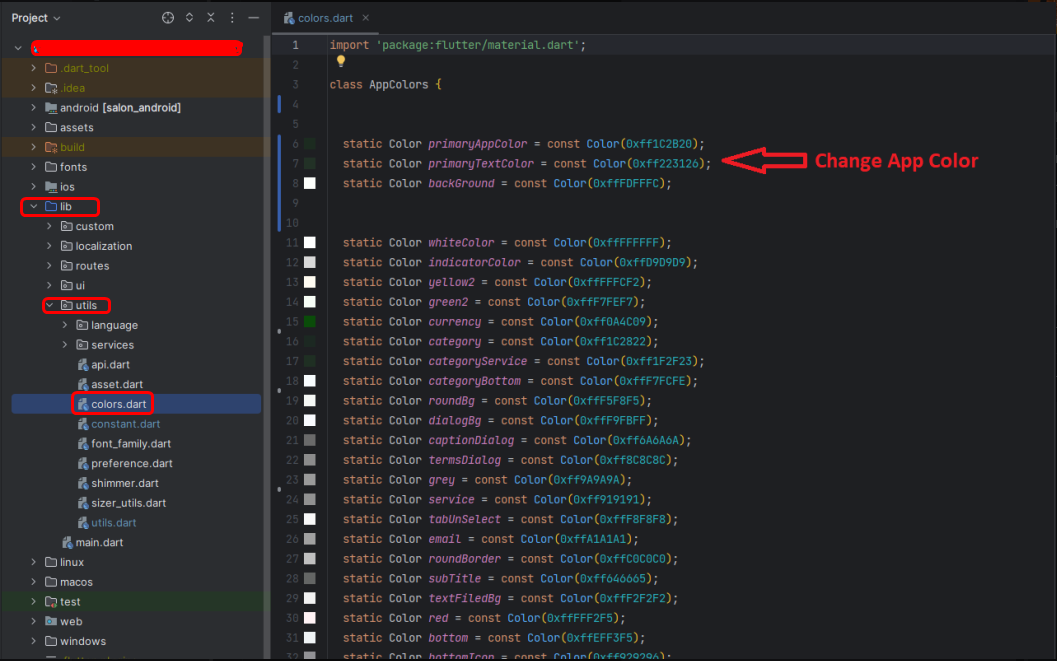 Project
colors.dart
.dart_tool
.idea
android [salon_android]
assets
build
fonts
ios
lib
custom
localization
routes
ui
utils
language
services
api.dart
asset.dart
colors.dart
constant.dart
font_family.dart
preference.dart
shimmer.dart
sizer_utils.dart
utils.dart
main.dart
linux
macos
test
web
windows
1 import 'package:flutter/material.dart';
2
3 class AppColors {
4
5
6 static Color primaryAppColor = const Color(0xff1C2B20);
7 static Color primaryTextColor = const Color(0xff223126);
Change App Color
8 static Color backGround = const Color(0xffFDFFFC);
9
10
11 static Color whiteColor = const Color(0xffFFFFFF);
12 static Color indicatorColor = const Color(0xffD9D9D9);
13 static Color yellow2 = const Color(0xffFFFCF2);
14 static Color green2 = const Color(0xffF7FEF7);
15 static Color currency = const Color(0xff0A4C09);
16 static Color category = const Color(0xff1C2822);
17 static Color categoryService = const Color(0xff1F2F23);
18 static Color categoryBottom = const Color(0xffF7FCFE);
19 static Color roundBg = const Color(0xffF5F8F5);
20 static Color dialogBg = const Color(0xffF9FBFF);
21 static Color captionDialog = const Color(0xff6A6A6A);
22 static Color termsDialog = const Color(0xff8C8C8C);
23 static Color grey = const Color(0xff9A9A9A);
24 static Color service = const Color(0xff919191);
25 static Color tabUnSelect = const Color(0xffF8F8F8);
26 static Color email = const Color(0xffA1A1A1);
27 static Color roundBorder = const Color(0xffC0C0C0);
28 static Color subTitle = const Color(0xff646665);
29 static Color textFiledBg = const Color(0xffF2F2F2);
30 static Color red = const Color(0xffFFF2F5);
31 static Color bottom = const Color(0xffEFF3F5);
32 static Color bottomIcon = const Color(0xff929296);